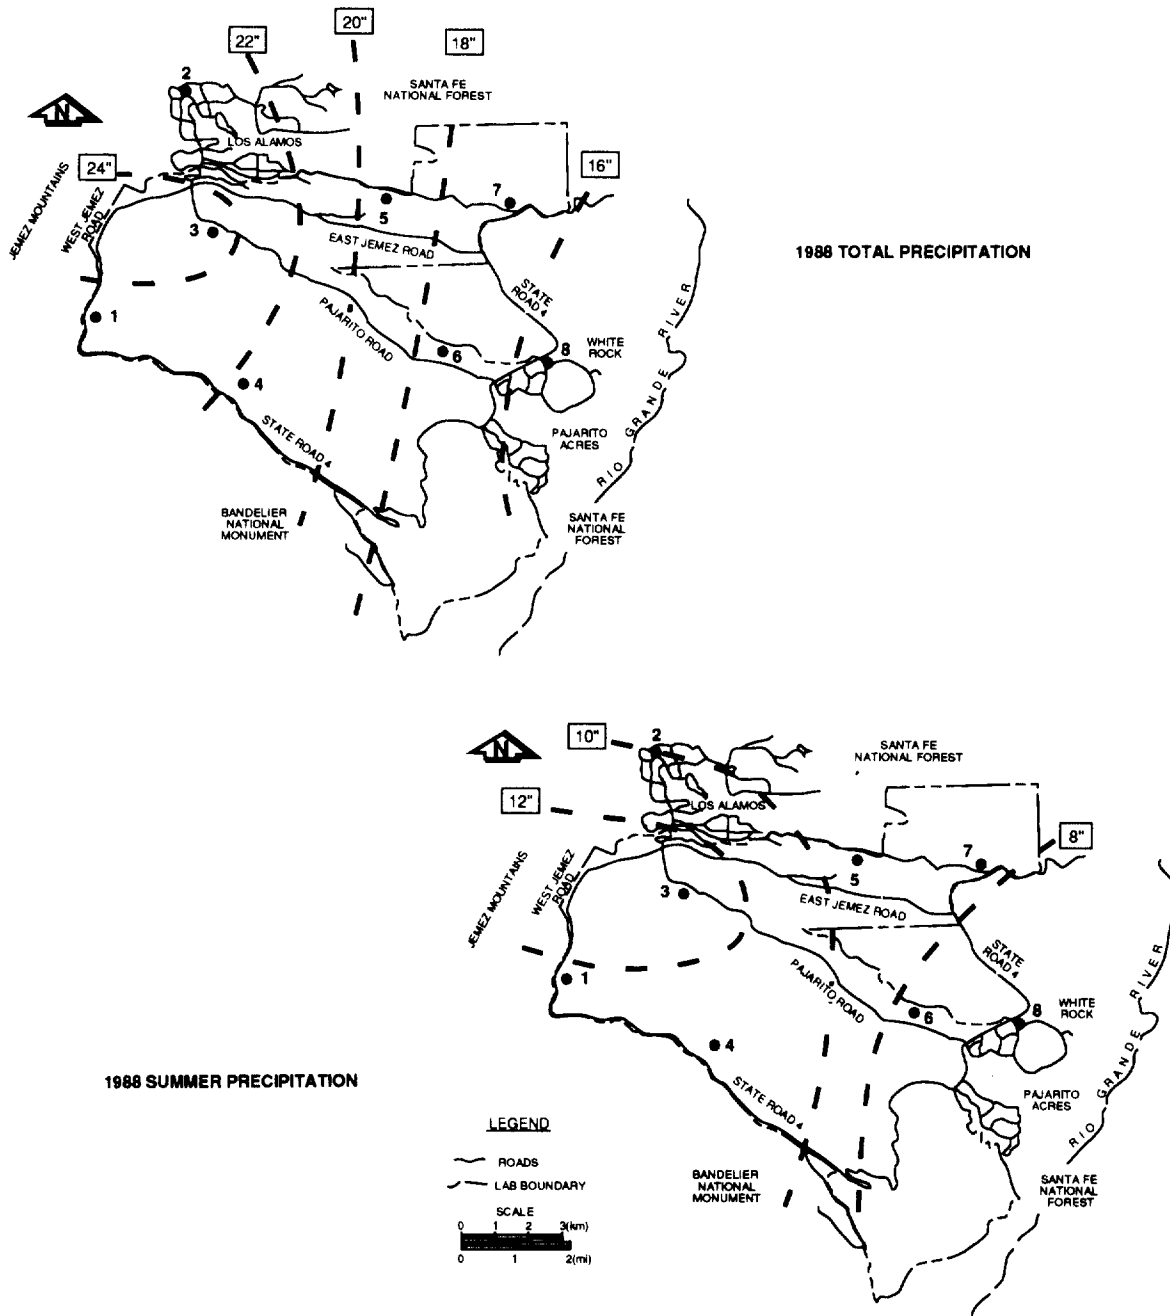 20"
22"
18"
2
SANTA FE
NATIONAL FOREST
N
LOS ALAMOS
24"
16"
JEMEZ MOUNTAINS
WEST JEMEZ
ROAD
7
5
3
EAST JEMEZ ROAD
1988 TOTAL PRECIPITATION
STATE
ROAD 4
RIO GRANDE RIVER
1
PAJARITO ROAD
WHITE
ROCK
6
8
4
STATE ROAD 4
PAJARITO
ACRES
BANDELIER
NATIONAL
MONUMENT
SANTA FE
NATIONAL
FOREST
10"
2
N
SANTA FE
NATIONAL FOREST
12"
LOS ALAMOS
8"
JEMEZ MOUNTAINS
WEST JEMEZ
ROAD
7
5
3
EAST JEMEZ ROAD
STATE
ROAD 4
RIO GRANDE RIVER
1
PAJARITO ROAD
WHITE
ROCK
6
8
4
1988 SUMMER PRECIPITATION
STATE ROAD 4
PAJARITO
ACRES
LEGEND
ROADS
LAB BOUNDARY
BANDELIER
NATIONAL
MONUMENT
SANTA FE
NATIONAL
FOREST
SCALE
0 1 2 3(km)
0 1 2(mi)